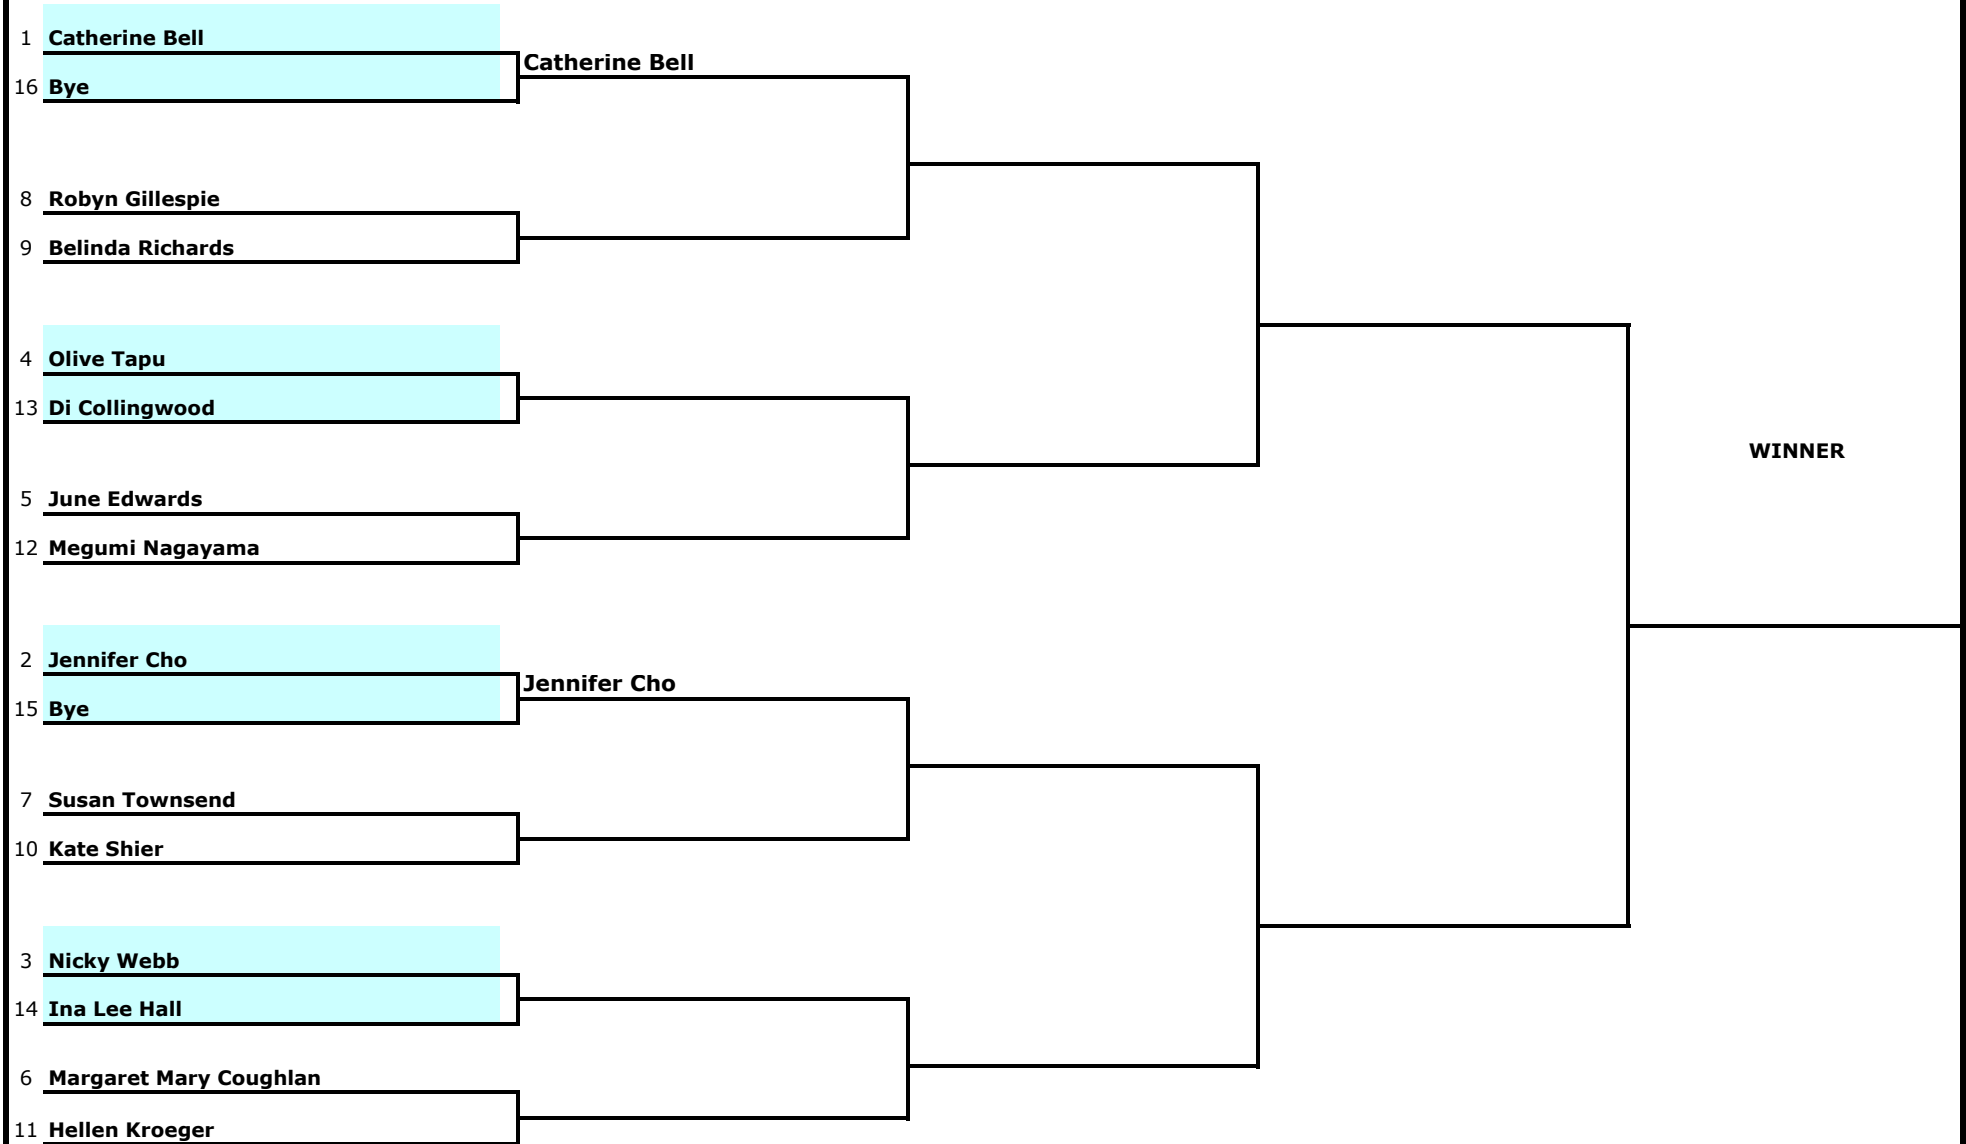 1 Catherine Bell
Catherine Bell
16 Bye
8 Robyn Gillespie
9 Belinda Richards
4 Olive Tapu
13 Di Collingwood
WINNER
5 June Edwards
12 Megumi Nagayama
2 Jennifer Cho
Jennifer Cho
15 Bye
7 Susan Townsend
10 Kate Shier
3 Nicky Webb
14 Ina Lee Hall
6 Margaret Mary Coughlan
11 Hellen Kroeger